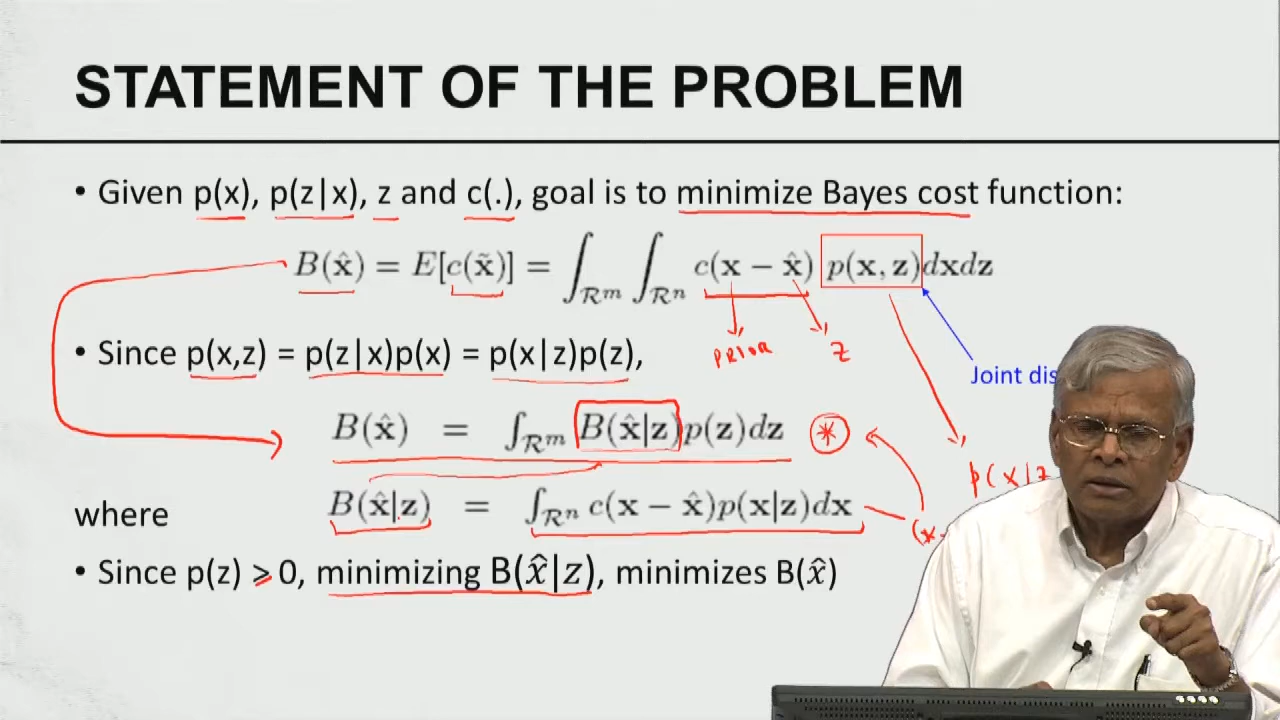 STATEMENT OF THE PROBLEM
• Given p(x), p(z|x), z and c(.), goal is to minimize Bayes cost function:
B(x̂) = E[c(x̃)] = ∫_{ℛᵐ} ∫_{ℛⁿ} c(x − x̂) p(x, z)dxdz
PRIOR z
• Since p(x,z) = p(z|x)p(x) = p(x|z)p(z),
Joint dis
B(x̂) = ∫_{ℛᵐ} B(x̂|z)p(z)dz *
p(x|z
where B(x̂|z) = ∫_{ℛⁿ} c(x − x̂)p(x|z)dx (*
• Since p(z) > 0, minimizing B(x̂|z), minimizes B(x̂)